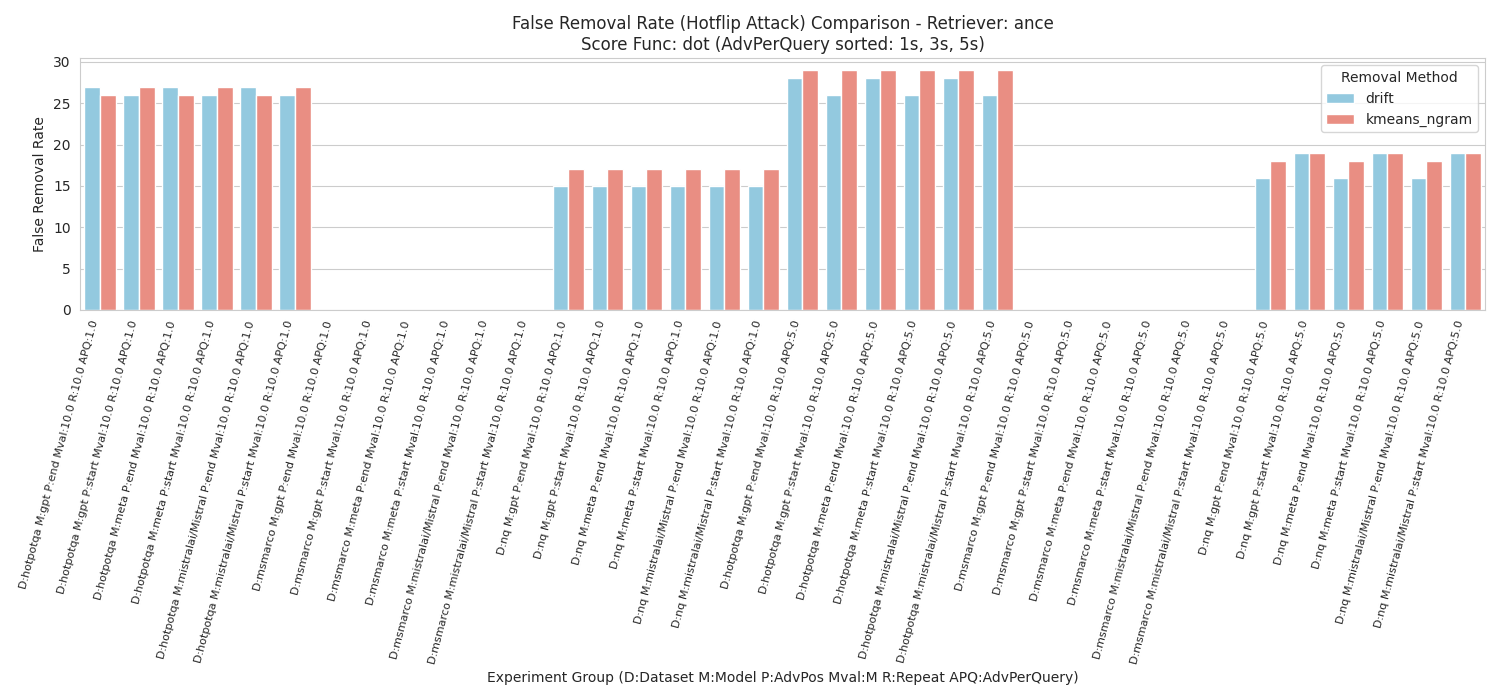 False Removal Rate (Hotflip Attack) Comparison - Retriever: ance
Score Func: dot (AdvPerQuery sorted: 1s, 3s, 5s)
Removal Method
drift
kmeans_ngram
False Removal Rate
30
25
20
15
10
5
0
D:hotpotqa M:gpt P:end Mval:10.0 R:10.0 APQ:1.0
D:hotpotqa M:gpt P:start Mval:10.0 R:10.0 APQ:1.0
D:hotpotqa M:meta P:end Mval:10.0 R:10.0 APQ:1.0
D:hotpotqa M:meta P:start Mval:10.0 R:10.0 APQ:1.0
D:hotpotqa M:mistralai/Mistral P:end Mval:10.0 R:10.0 APQ:1.0
D:hotpotqa M:mistralai/Mistral P:start Mval:10.0 R:10.0 APQ:1.0
D:msmarco M:gpt P:end Mval:10.0 R:10.0 APQ:1.0
D:msmarco M:gpt P:start Mval:10.0 R:10.0 APQ:1.0
D:msmarco M:meta P:end Mval:10.0 R:10.0 APQ:1.0
D:msmarco M:meta P:start Mval:10.0 R:10.0 APQ:1.0
D:msmarco M:mistralai/Mistral P:end Mval:10.0 R:10.0 APQ:1.0
D:msmarco M:mistralai/Mistral P:start Mval:10.0 R:10.0 APQ:1.0
D:nq M:gpt P:end Mval:10.0 R:10.0 APQ:1.0
D:nq M:gpt P:start Mval:10.0 R:10.0 APQ:1.0
D:nq M:meta P:end Mval:10.0 R:10.0 APQ:1.0
D:nq M:meta P:start Mval:10.0 R:10.0 APQ:1.0
D:nq M:mistralai/Mistral P:end Mval:10.0 R:10.0 APQ:1.0
D:nq M:mistralai/Mistral P:start Mval:10.0 R:10.0 APQ:1.0
D:hotpotqa M:gpt P:end Mval:10.0 R:10.0 APQ:5.0
D:hotpotqa M:gpt P:start Mval:10.0 R:10.0 APQ:5.0
D:hotpotqa M:meta P:end Mval:10.0 R:10.0 APQ:5.0
D:hotpotqa M:meta P:start Mval:10.0 R:10.0 APQ:5.0
D:hotpotqa M:mistralai/Mistral P:end Mval:10.0 R:10.0 APQ:5.0
D:hotpotqa M:mistralai/Mistral P:start Mval:10.0 R:10.0 APQ:5.0
D:msmarco M:gpt P:end Mval:10.0 R:10.0 APQ:5.0
D:msmarco M:gpt P:start Mval:10.0 R:10.0 APQ:5.0
D:msmarco M:meta P:end Mval:10.0 R:10.0 APQ:5.0
D:msmarco M:meta P:start Mval:10.0 R:10.0 APQ:5.0
D:msmarco M:mistralai/Mistral P:end Mval:10.0 R:10.0 APQ:5.0
D:msmarco M:mistralai/Mistral P:start Mval:10.0 R:10.0 APQ:5.0
D:nq M:gpt P:end Mval:10.0 R:10.0 APQ:5.0
D:nq M:gpt P:start Mval:10.0 R:10.0 APQ:5.0
D:nq M:meta P:end Mval:10.0 R:10.0 APQ:5.0
D:nq M:meta P:start Mval:10.0 R:10.0 APQ:5.0
D:nq M:mistralai/Mistral P:end Mval:10.0 R:10.0 APQ:5.0
D:nq M:mistralai/Mistral P:start Mval:10.0 R:10.0 APQ:5.0
Experiment Group (D:Dataset M:Model P:AdvPos Mval:M R:Repeat APQ:AdvPerQuery)